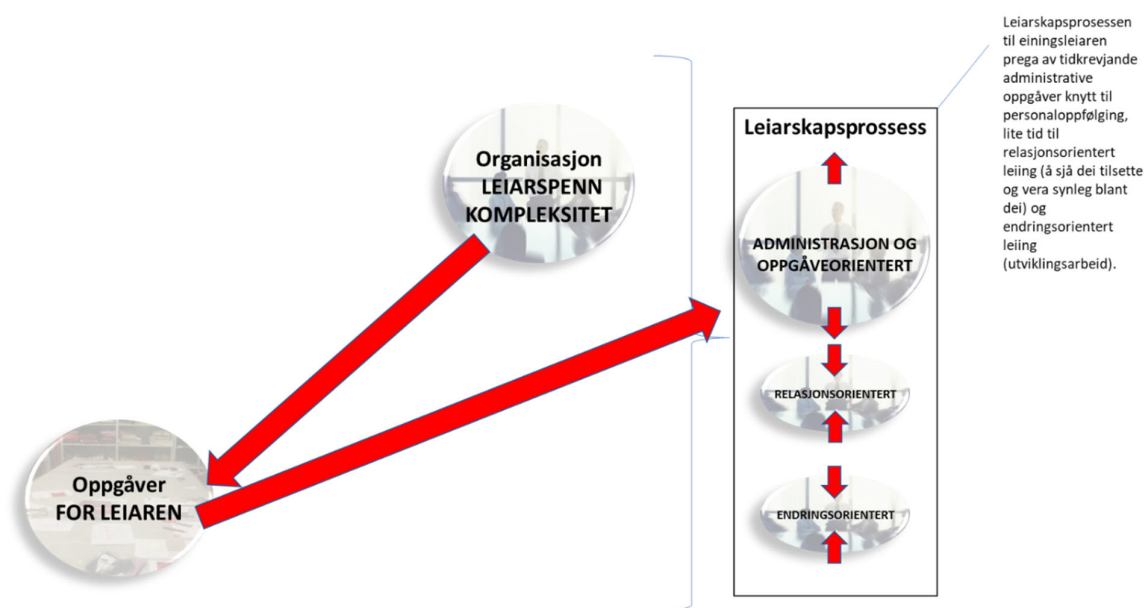 Organisasjon
LEIARSPENN
KOMPLEKSITET
Oppgåver
FOR LEIAREN
Leiarskapsprossess
ADMINISTRASJON OG
OPPGÅVEORIENTERT
RELASJONSORIENTERT
ENDRINGSORIENTERT
Leiarskapsprosessen
til einingsleiaren
prega av tidkrevjande
administrative
oppgåver knytt til
personaloppfølging,
lite tid til
relasjonsorientert
leiing (å sjå dei tilsette
og vera synleg blant
dei) og
endringsorientert
leiing
(utviklingsarbeid).